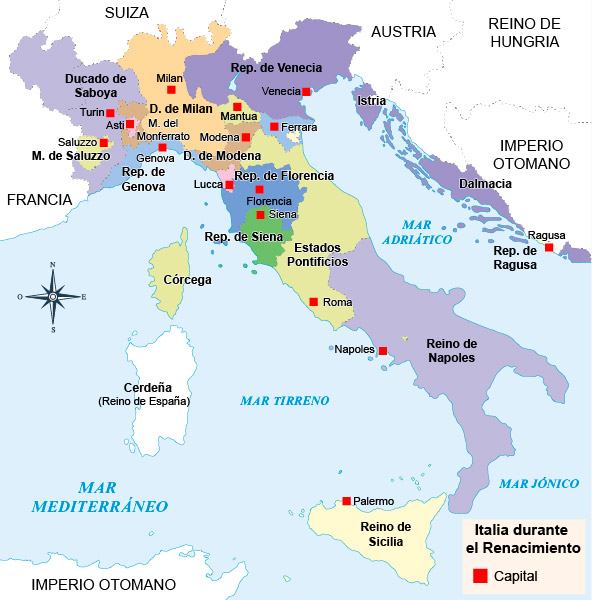 SUIZA
AUSTRIA
REINO DE
HUNGRIA
Ducado de
Saboya
Milan
Rep. de Venecia
Venecia
Istria
Turin
D. de Milan
Mantua
Asti
M. del
Monferrato
Modena
Ferrara
Saluzzo
M. de Saluzzo
Genova
D. de Modena
IMPERIO
OTOMANO
Rep. de
Genova
Lucca
Rep. de Florencia
Florencia
Dalmacia
FRANCIA
Siena
Rep. de Siena
MAR
ADRIÁTICO
Ragusa
Rep. de
Ragusa
Estados
Pontificios
Córcega
N
O
E
S
Roma
Napoles
Reino de
Napoles
Cerdeña
(Reino de España)
MAR TIRRENO
MAR
MEDITERRÁNEO
MAR JÓNICO
Palermo
Reino de
Sicilia
Italia durante
el Renacimiento
Capital
IMPERIO OTOMANO